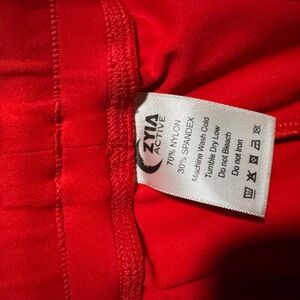 ZYIA
ACTIVE
70% NYLON
30% SPANDEX
Machine Wash Cold
Tumble Dry Low
Do not Bleach
Do not Iron